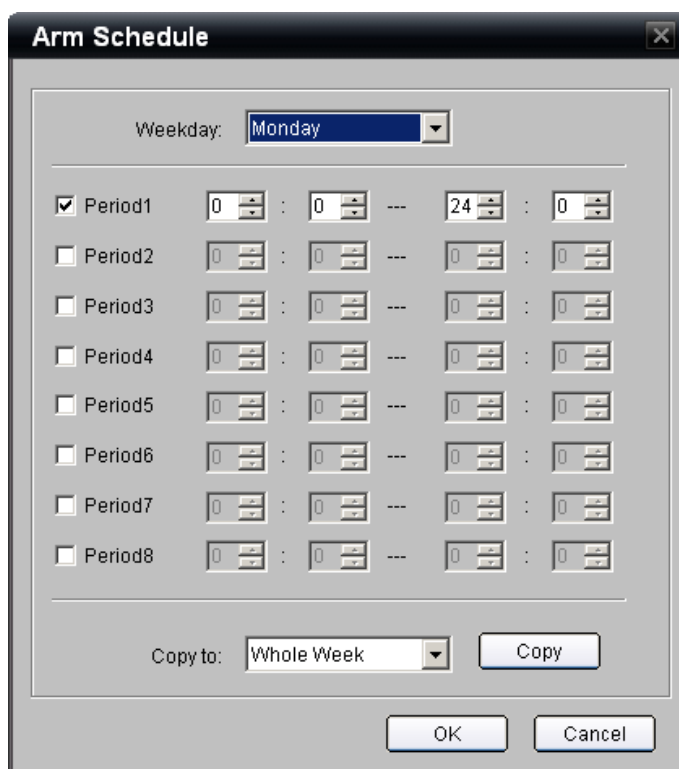 Arm Schedule
Weekday: Monday
Period1 0 : 0 --- 24 : 0
Period2 0 : 0 --- 0 : 0
Period3 0 : 0 --- 0 : 0
Period4 0 : 0 --- 0 : 0
Period5 0 : 0 --- 0 : 0
Period6 0 : 0 --- 0 : 0
Period7 0 : 0 --- 0 : 0
Period8 0 : 0 --- 0 : 0
Copy to: Whole Week Copy
OK Cancel